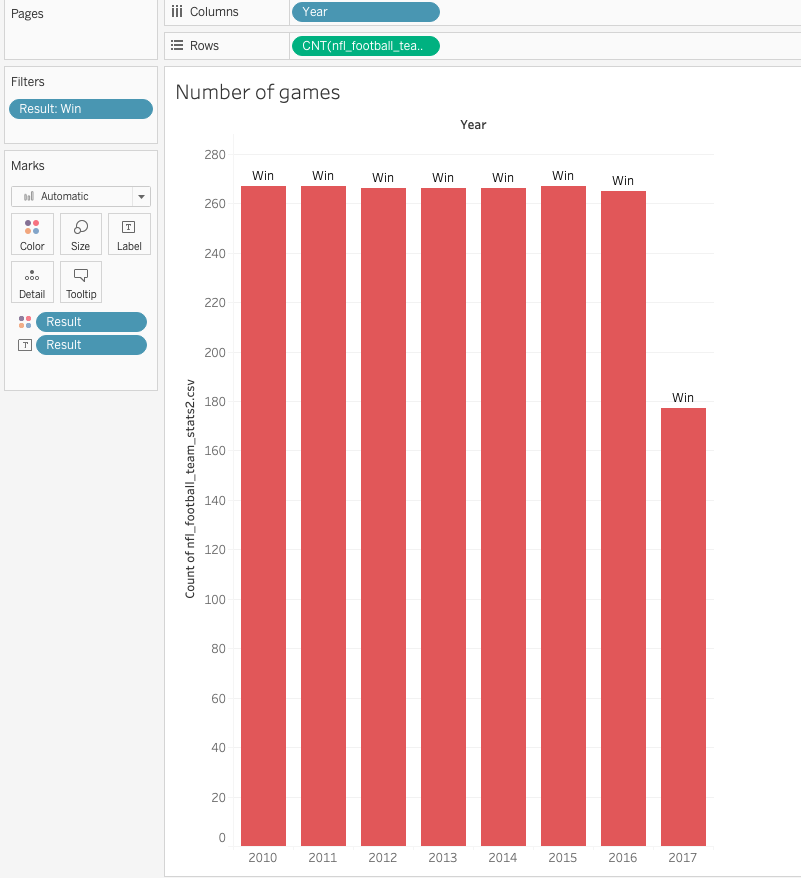 Pages
Columns
Year
Rows
CNT(nfl_football_tea..
Filters
Result: Win
Marks
Automatic
Color
Size
Label
Detail
Tooltip
Result
Result
Number of games
Year
Count of nfl_football_team_stats2.csv
280
260
240
220
200
180
160
140
120
100
80
60
40
20
0
Win
Win
Win
Win
Win
Win
Win
Win
2010
2011
2012
2013
2014
2015
2016
2017